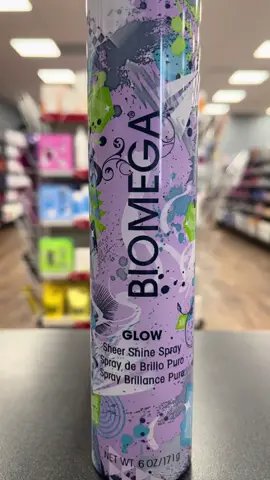 BIOMEGA®
GLOW
Sheer Shine Spray
Spray de Brillo Puro
Spray Brillance Pure
NET WT. 6 OZ/171g